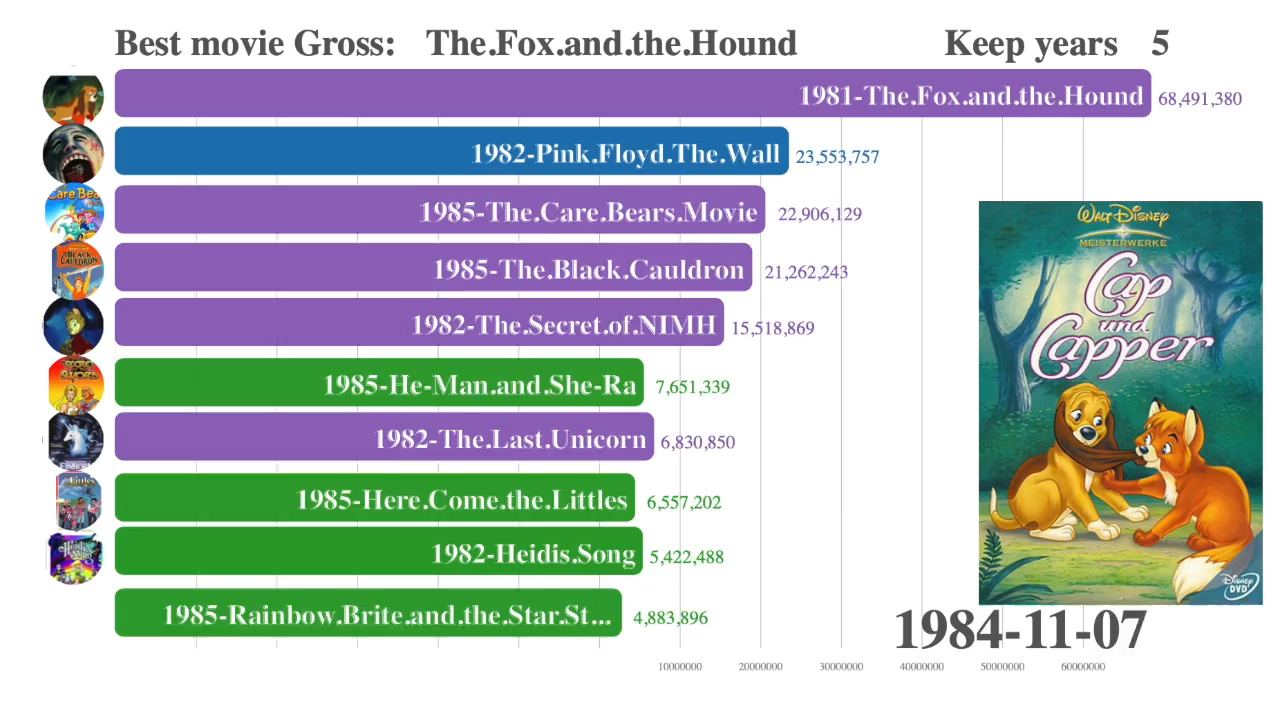 Best movie Gross: The.Fox.and.the.Hound Keep years 5
1981-The.Fox.and.the.Hound 68,491,380
1982-Pink.Floyd.The.Wall 23,553,757
1985-The.Care.Bears.Movie 22,906,129
1985-The.Black.Cauldron 21,262,243
1982-The.Secret.of.NIMH 15,518,869
1985-He-Man.and.She-Ra 7,651,339
1982-The.Last.Unicorn 6,830,850
1985-Here.Come.the.Littles 6,557,202
1982-Heidis.Song 5,422,488
1985-Rainbow.Brite.and.the.Star.St... 4,883,896
WALT DISNEY
MEISTERWERKE
Cap
und
Capper
Disney
DVD
1984-11-07
10000000 20000000 30000000 40000000 50000000 60000000